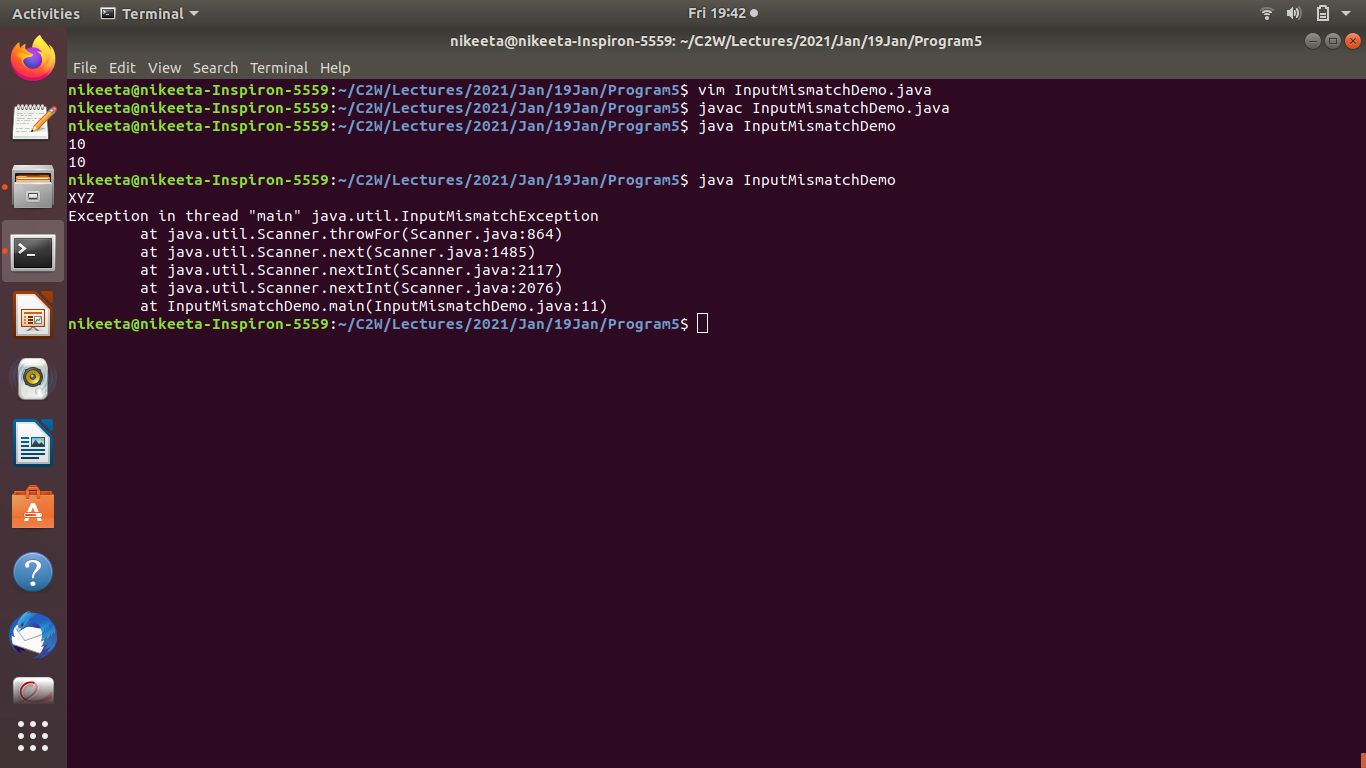 Activities Terminal Fri 19:42
nikeeta@nikeeta-Inspiron-5559: ~/C2W/Lectures/2021/Jan/19Jan/Program5
File Edit View Search Terminal Help
nikeeta@nikeeta-Inspiron-5559:~/C2W/Lectures/2021/Jan/19Jan/Program5$ vim InputMismatchDemo.java
nikeeta@nikeeta-Inspiron-5559:~/C2W/Lectures/2021/Jan/19Jan/Program5$ javac InputMismatchDemo.java
nikeeta@nikeeta-Inspiron-5559:~/C2W/Lectures/2021/Jan/19Jan/Program5$ java InputMismatchDemo
10
10
nikeeta@nikeeta-Inspiron-5559:~/C2W/Lectures/2021/Jan/19Jan/Program5$ java InputMismatchDemo
XYZ
Exception in thread "main" java.util.InputMismatchException
at java.util.Scanner.throwFor(Scanner.java:864)
at java.util.Scanner.next(Scanner.java:1485)
at java.util.Scanner.nextInt(Scanner.java:2117)
at java.util.Scanner.nextInt(Scanner.java:2076)
at InputMismatchDemo.main(InputMismatchDemo.java:11)
nikeeta@nikeeta-Inspiron-5559:~/C2W/Lectures/2021/Jan/19Jan/Program5$